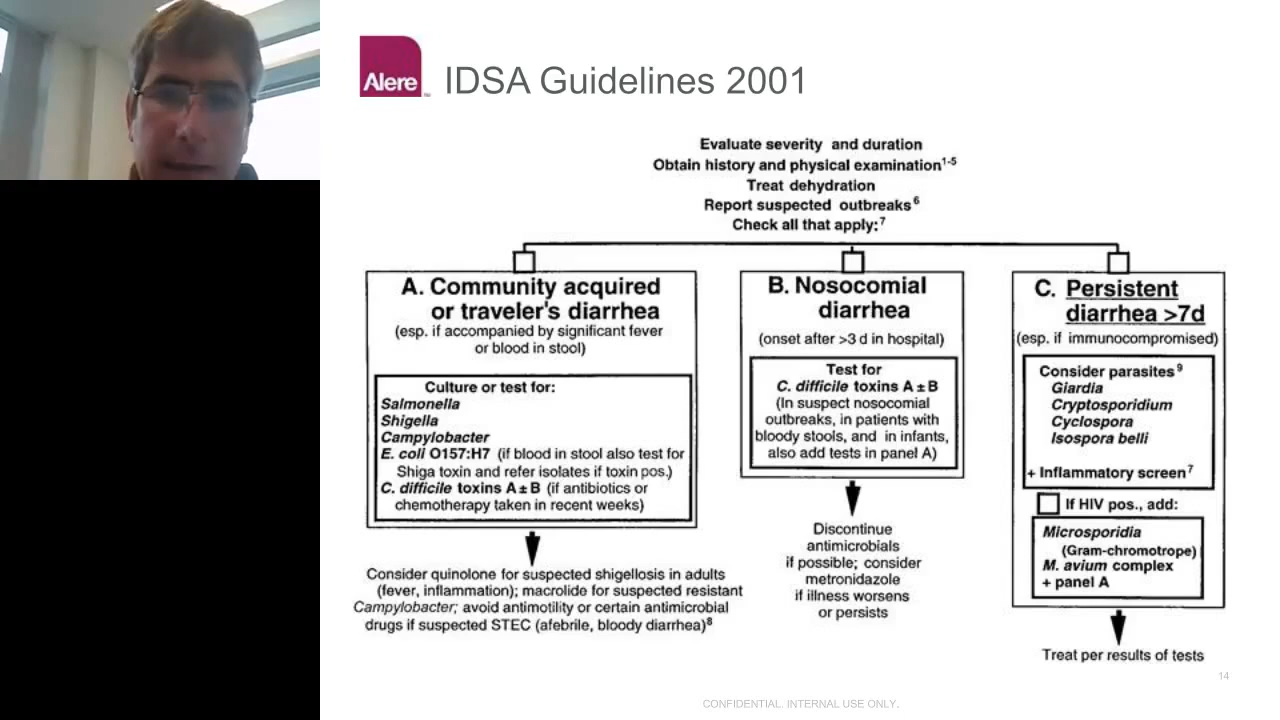 Alere
IDSA Guidelines 2001
Evaluate severity and duration
Obtain history and physical examination1-5
Treat dehydration
Report suspected outbreaks6
Check all that apply:7
A. Community acquired
or traveler's diarrhea
(esp. if accompanied by significant fever
or blood in stool)
Culture or test for:
Salmonella
Shigella
Campylobacter
E. coli O157:H7 (if blood in stool also test for
Shiga toxin and refer isolates if toxin pos.)
C. difficile toxins A ± B (if antibiotics or
chemotherapy taken in recent weeks)
Consider quinolone for suspected shigellosis in adults
(fever, inflammation); macrolide for suspected resistant
Campylobacter; avoid antimotility or certain antimicrobial
drugs if suspected STEC (afebrile, bloody diarrhea)8
B. Nosocomial
diarrhea
(onset after >3 d in hospital)
Test for
C. difficile toxins A ± B
(In suspect nosocomial
outbreaks, in patients with
bloody stools, and in infants,
also add tests in panel A)
Discontinue
antimicrobials
if possible; consider
metronidazole
if illness worsens
or persists
C. Persistent
diarrhea >7d
(esp. if immunocompromised)
Consider parasites9
Giardia
Cryptosporidium
Cyclospora
Isospora belli
+ Inflammatory screen7
If HIV pos., add:
Microsporidia
(Gram-chromotrope)
M. avium complex
+ panel A
Treat per results of tests
14
CONFIDENTIAL. INTERNAL USE ONLY.